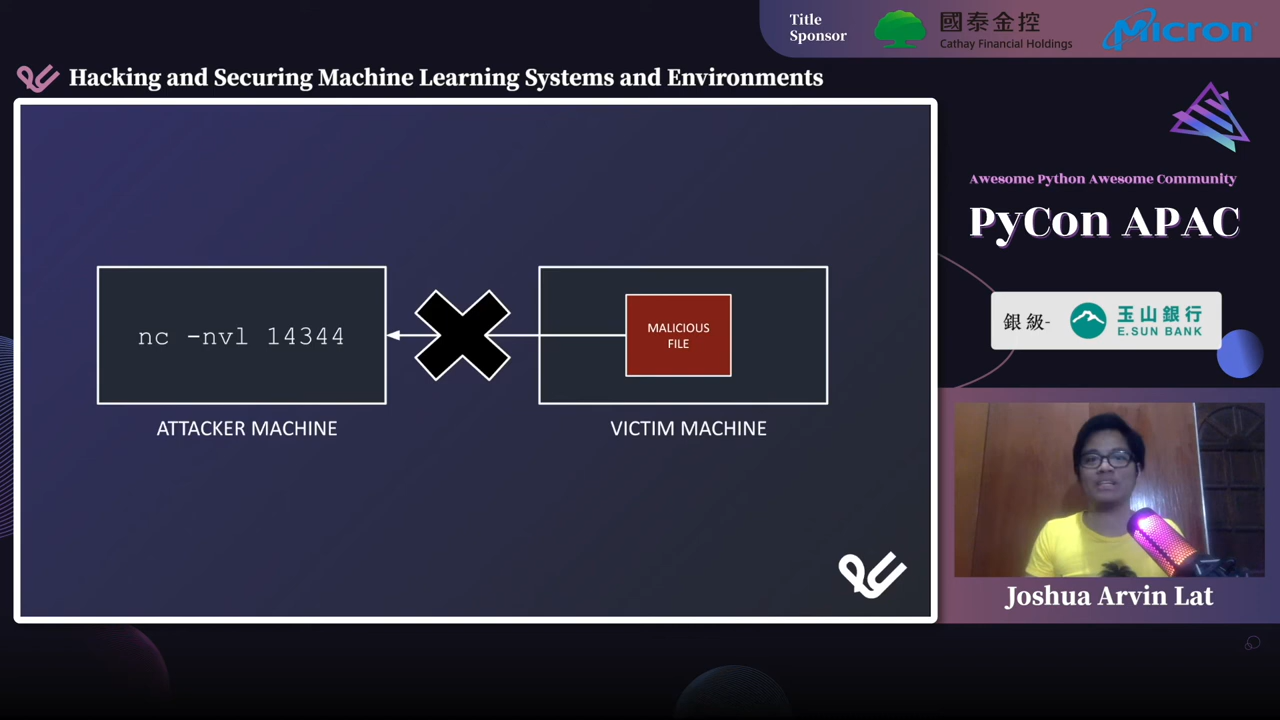 Title
Sponsor
國泰金控
Cathay Financial Holdings
Micron
Hacking and Securing Machine Learning Systems and Environments
Awesome Python Awesome Community
PyCon APAC
銀級-
玉山銀行
E.SUN BANK
nc -nvl 14344
MALICIOUS
FILE
ATTACKER MACHINE
VICTIM MACHINE
Joshua Arvin Lat